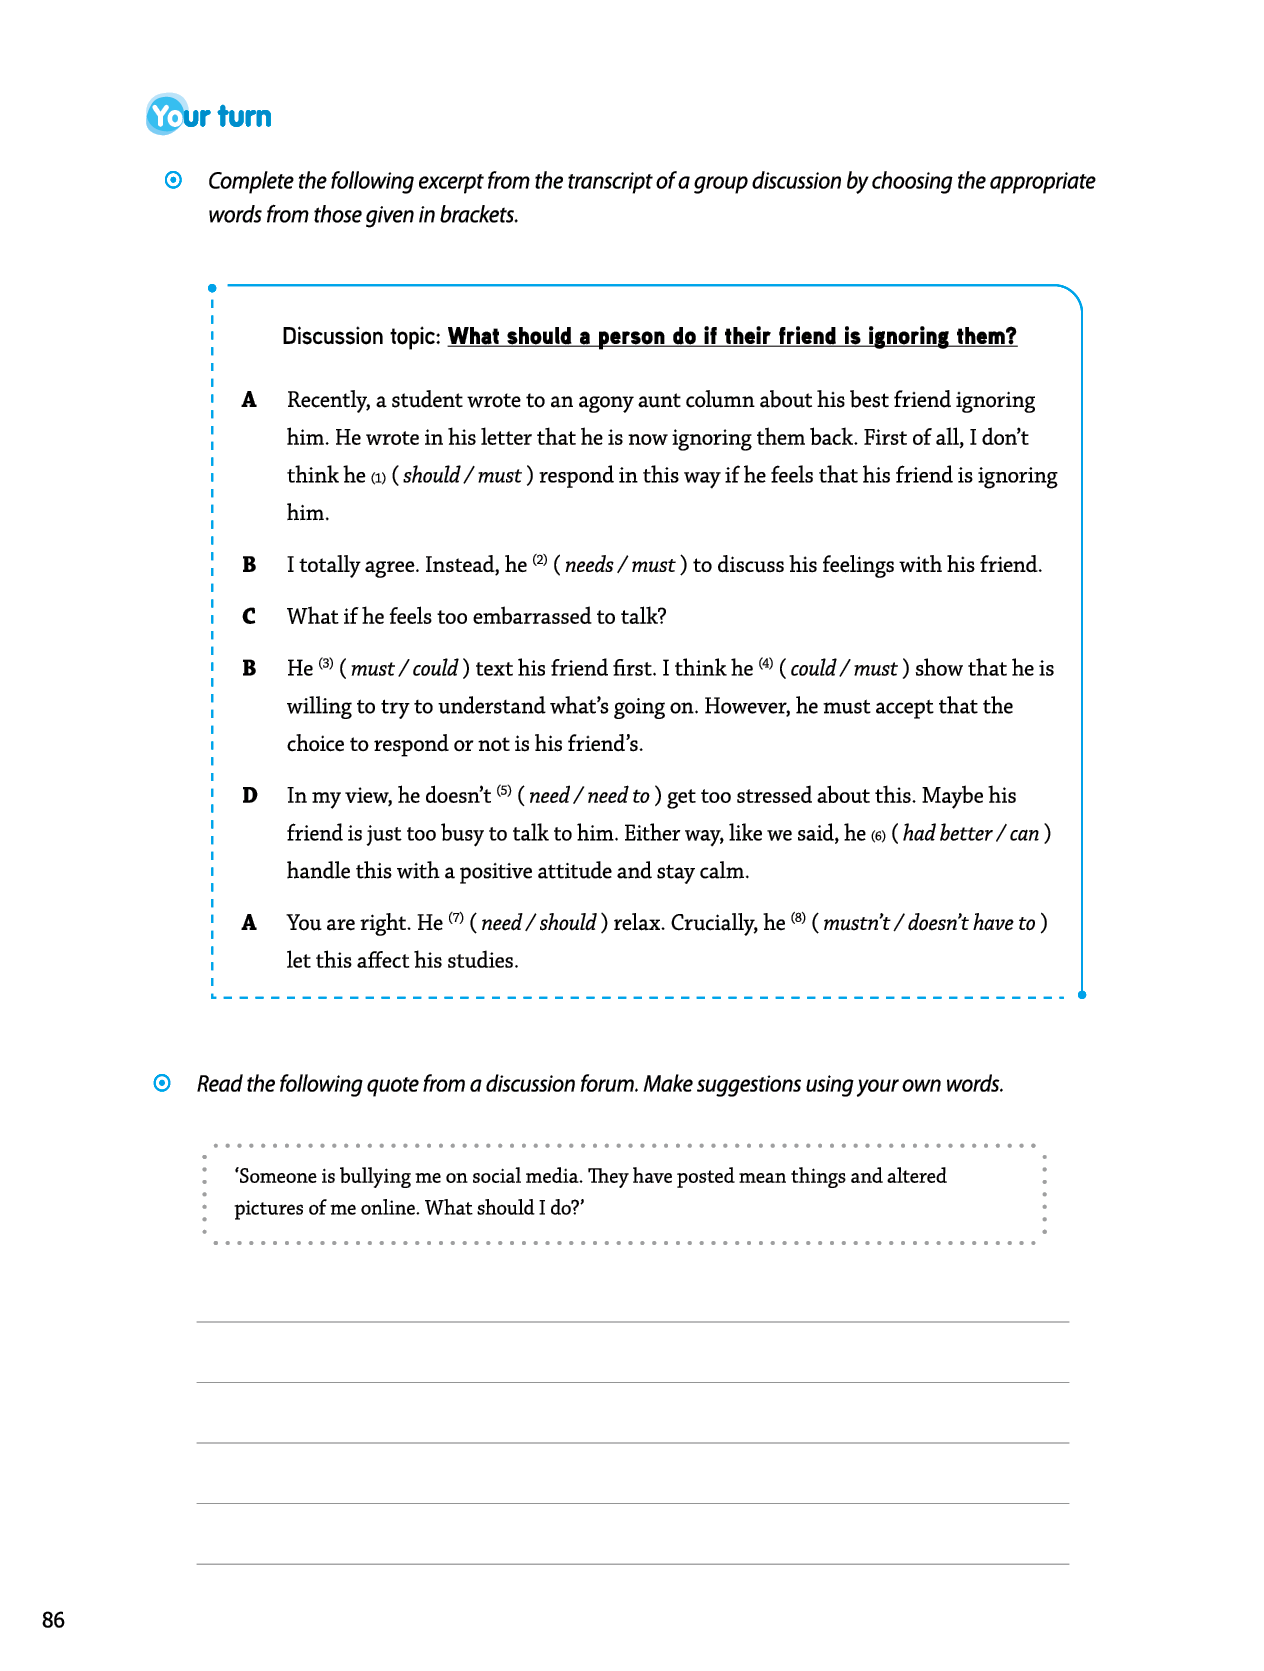 Your turn
Complete the following excerpt from the transcript of a group discussion by choosing the appropriate
words from those given in brackets.
Discussion topic: What should a person do if their friend is ignoring them?
A Recently, a student wrote to an agony aunt column about his best friend ignoring
him. He wrote in his letter that he is now ignoring them back. First of all, I don’t
think he (1) ( should / must ) respond in this way if he feels that his friend is ignoring
him.
B I totally agree. Instead, he (2) ( needs / must ) to discuss his feelings with his friend.
C What if he feels too embarrassed to talk?
B He (3) ( must / could ) text his friend first. I think he (4) ( could / must ) show that he is
willing to try to understand what’s going on. However, he must accept that the
choice to respond or not is his friend’s.
D In my view, he doesn’t (5) ( need / need to ) get too stressed about this. Maybe his
friend is just too busy to talk to him. Either way, like we said, he (6) ( had better / can )
handle this with a positive attitude and stay calm.
A You are right. He (7) ( need / should ) relax. Crucially, he (8) ( mustn’t / doesn’t have to )
let this affect his studies.
Read the following quote from a discussion forum. Make suggestions using your own words.
‘Someone is bullying me on social media. They have posted mean things and altered
pictures of me online. What should I do?’
86